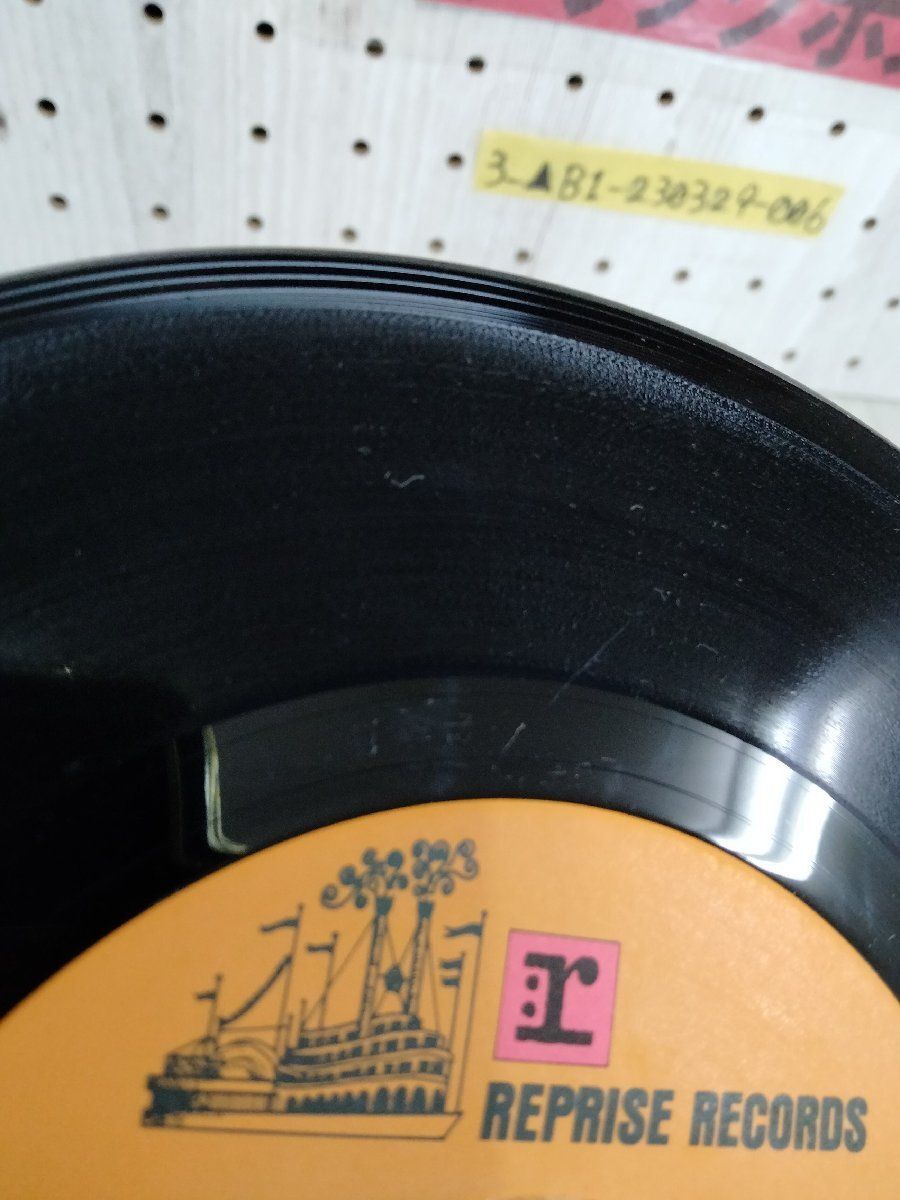 3-▲B1-230329-006
:r
REPRISE RECORDS